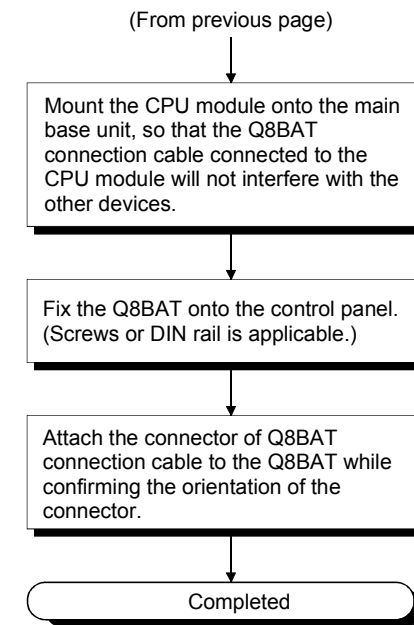 (From previous page)
Mount the CPU module onto the main
base unit, so that the Q8BAT
connection cable connected to the
CPU module will not interfere with the
other devices.
Fix the Q8BAT onto the control panel.
(Screws or DIN rail is applicable.)
Attach the connector of Q8BAT
connection cable to the Q8BAT while
confirming the orientation of the
connector.
Completed